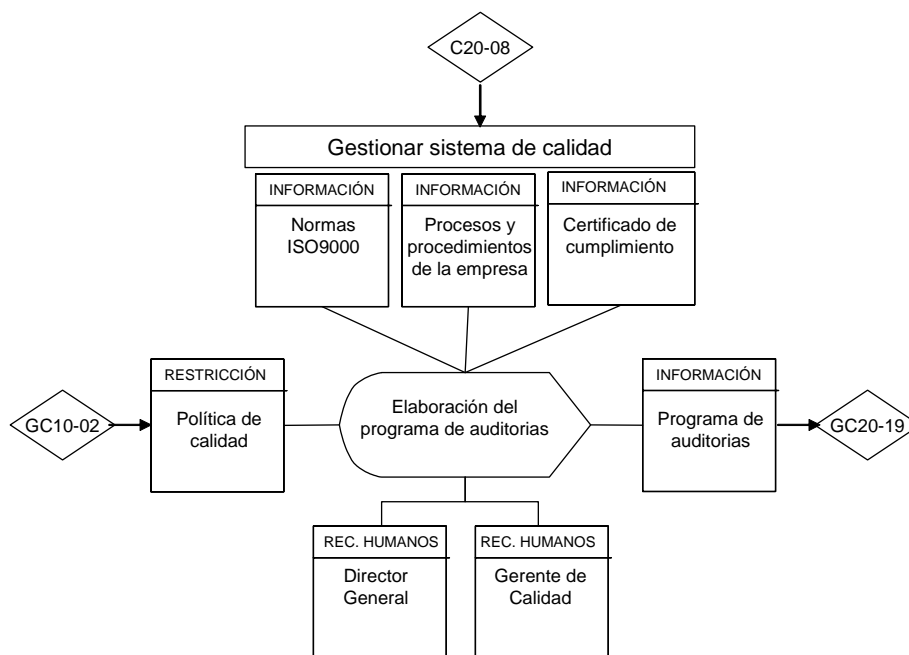 C20-08
Gestionar sistema de calidad
INFORMACIÓN
Normas
ISO9000
INFORMACIÓN
Procesos y
procedimientos
de la empresa
INFORMACIÓN
Certificado de
cumplimiento
GC10-02
RESTRICCIÓN
Política de
calidad
Elaboración del
programa de auditorias
INFORMACIÓN
Programa de
auditorias
GC20-19
REC. HUMANOS
Director
General
REC. HUMANOS
Gerente de
Calidad